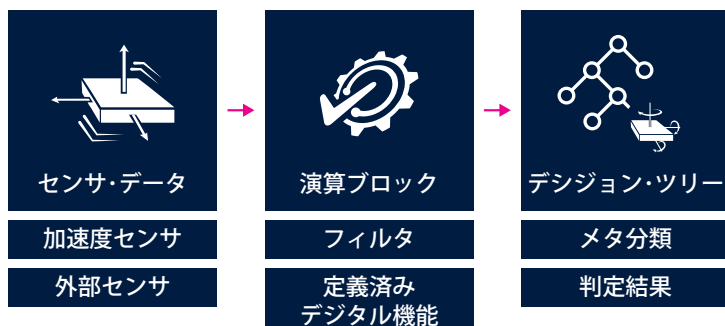 センサ・データ
加速度センサ
外部センサ
演算ブロック
フィルタ
定義済み
デジタル機能
デシジョン・ツリー
メタ分類
判定結果